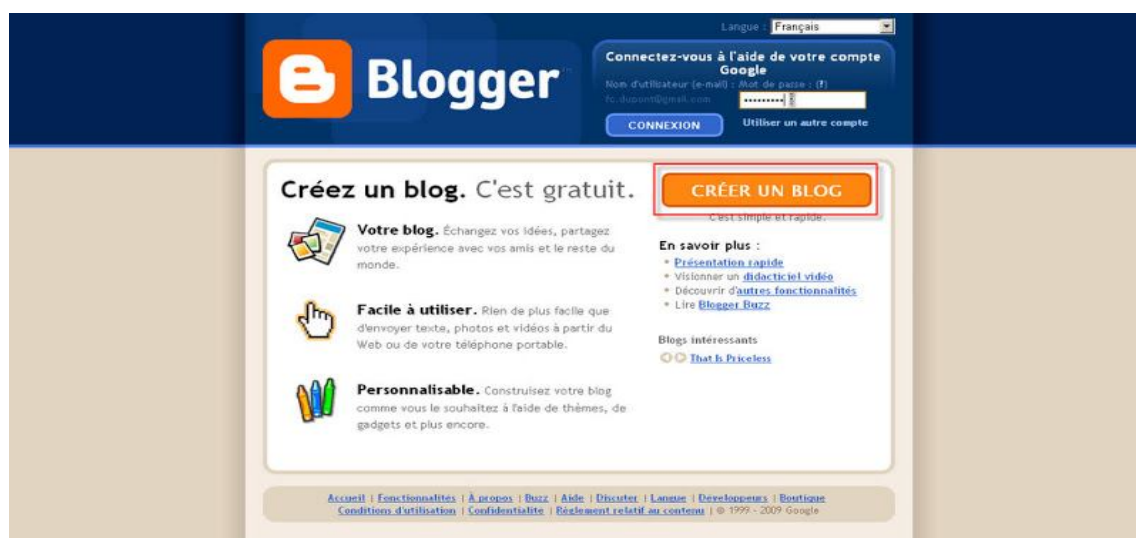 Langue : Français
Blogger
Connectez-vous à l'aide de votre compte
Google
Nom d'utilisateur (e-mail) : Mot de passe : (?)
fc.dupont@gmail.com
CONNEXION
Utiliser un autre compte
Créez un blog. C'est gratuit.
CRÉER UN BLOG
C'est simple et rapide.
Votre blog. Échangez vos idées, partagez
votre expérience avec vos amis et le reste du
monde.
Facile à utiliser. Rien de plus facile que
d'envoyer texte, photos et vidéos à partir du
Web ou de votre téléphone portable.
Personnalisable. Construisez votre blog
comme vous le souhaitez à l'aide de thèmes, de
gadgets et plus encore.
En savoir plus :
Présentation rapide
Visionner un didacticiel vidéo
Découvrir d'autres fonctionnalités
Lire Blogger Buzz
Blogs intéressants
That Is Priceless
Accueil | Fonctionnalités | À propos | Buzz | Aide | Discuter | Langue | Développeurs | Boutique
Conditions d'utilisation | Confidentialité | Règlement relatif au contenu | © 1999 - 2009 Google